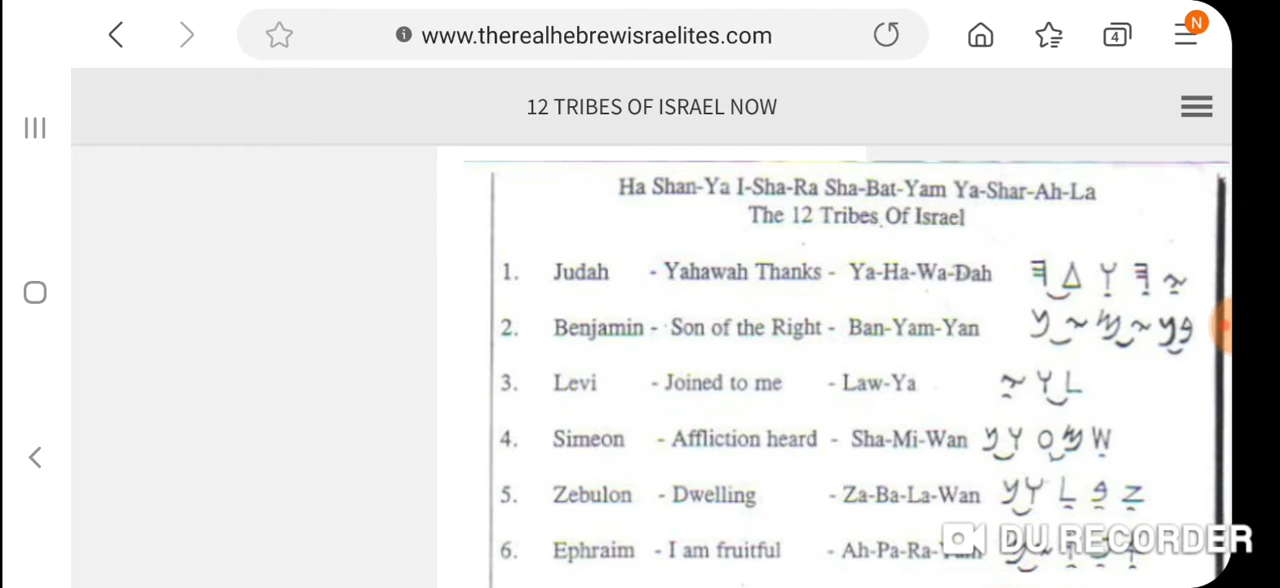 4
N
www.therealhebrewisraelites.com
12 TRIBES OF ISRAEL NOW
Ha Shan-Ya I-Sha-Ra Sha-Bat-Yam Ya-Shar-Ah-La
The 12 Tribes Of Israel
1. Judah - Yahawah Thanks - Ya-Ha-Wa-Dah
2. Benjamin - Son of the Right - Ban-Yam-Yan
3. Levi - Joined to me - Law-Ya
4. Simeon - Affliction heard - Sha-Mi-Wan
5. Zebulon - Dwelling - Za-Ba-La-Wan
6. Ephraim - I am fruitful - Ah-Pa-Ra-
DU RECORDER